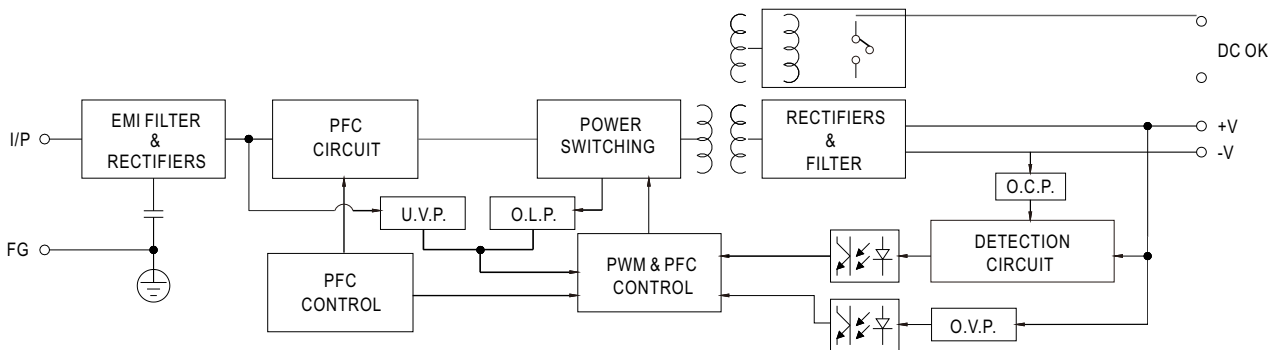 DC OK
I/P
EMI FILTER
&
RECTIFIERS
PFC
CIRCUIT
POWER
SWITCHING
RECTIFIERS
&
FILTER
+V
-V
O.C.P.
U.V.P.
O.L.P.
FG
PFC
CONTROL
PWM & PFC
CONTROL
DETECTION
CIRCUIT
O.V.P.